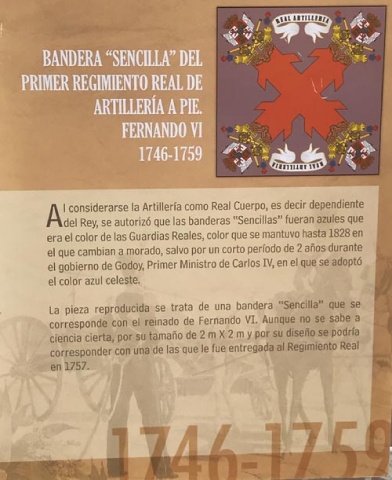 BANDERA "SENCILLA" DEL
PRIMER REGIMIENTO REAL DE
ARTILLERÍA A PIE.
FERNANDO VI
1746-1759
REAL ARTILLERIA
REAL ARTILLERIA
Al considerarse la Artillería como Real Cuerpo, es decir dependiente
del Rey, se autorizó que las banderas "Sencillas" fueran azules que
era el color de las Guardias Reales, color que se mantuvo hasta 1828 en
el que cambian a morado, salvo por un corto período de 2 años durante
el gobierno de Godoy, Primer Ministro de Carlos IV, en el que se adoptó
el color azul celeste.
La pieza reproducida se trata de una bandera "Sencilla" que se
corresponde con el reinado de Fernando VI. Aunque no se sabe a
ciencia cierta, por su tamaño de 2 m X 2 m y por su diseño se podría
corresponder con una de las que le fue entregada al Regimiento Real
en 1757.
1746-1759